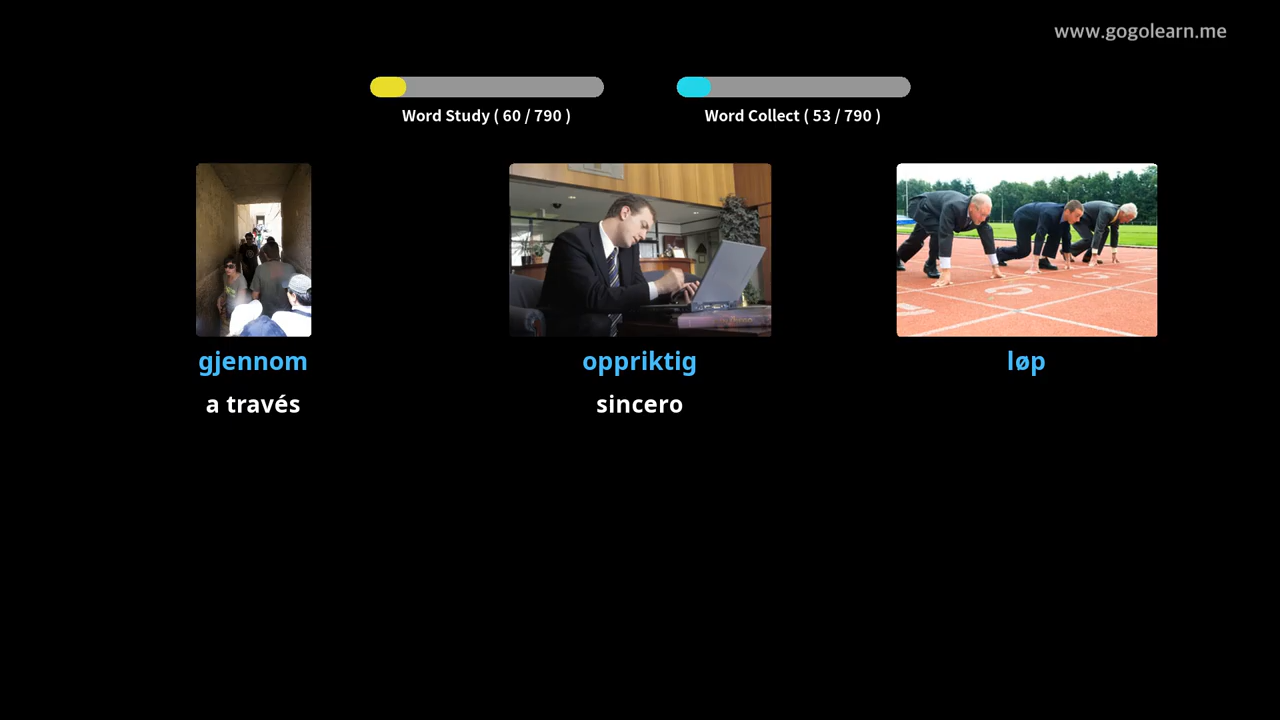 www.gogolearn.me
Word Study ( 60 / 790 )
Word Collect ( 53 / 790 )
gjennom
oppriktig
løp
a través
sincero